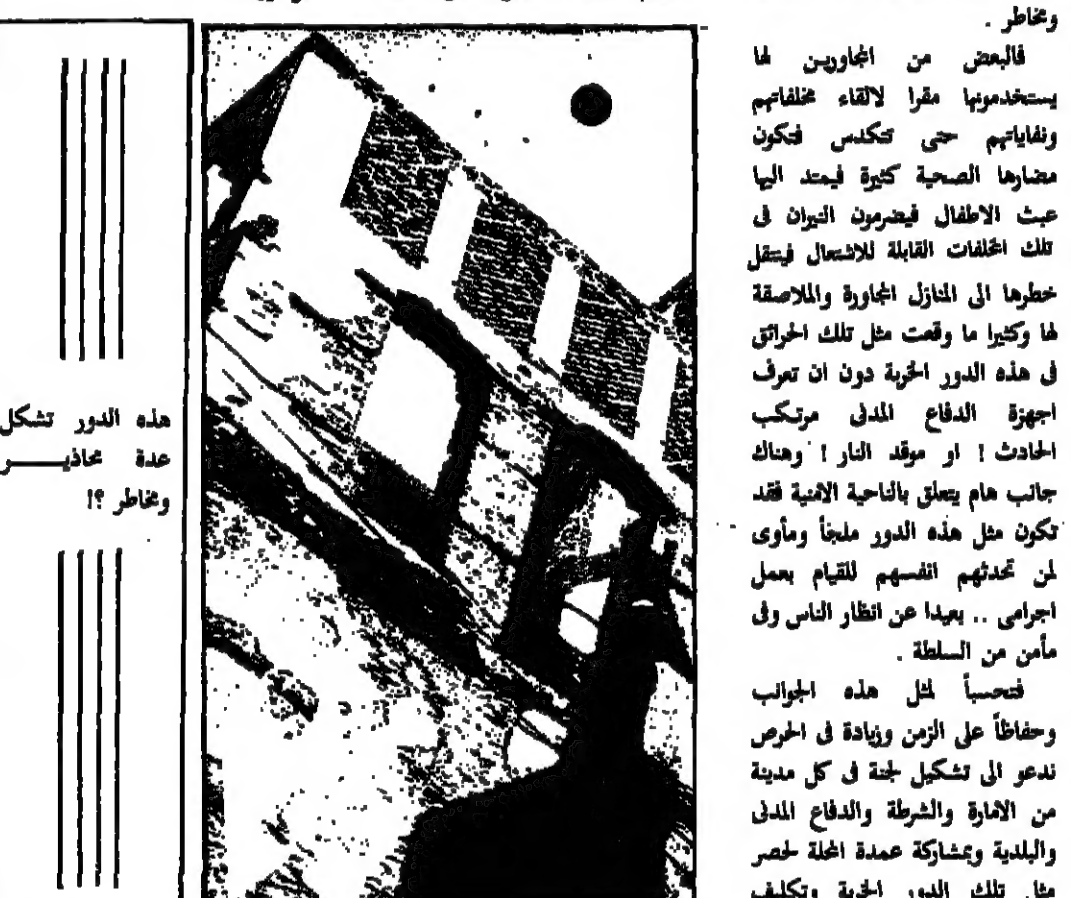 ومخاطر .
فالبعض من المجاورين لها
يستخدمونها مقرا لالقاء مخلفاتهم
ونفاياتهم حتى تتكدس فتكون
مضارها الصحية كثيرة فيمتد اليها
عبث الاطفال فيضرمون النيران فى
تلك المخلفات القابلة للاشتعال فينتقل
خطرها الى المنازل المجاورة والملاصقة
لها وكثيرا ما وقعت مثل تلك الحرائق
فى هذه الدور الخربة دون ان تعرف
اجهزة الدفاع المدنى مرتكب
الحادث ! او موقد النار ! وهناك
جانب هام يتعلق بالناحية الامنية فقد
تكون مثل هذه الدور ملجأ ومأوى
لمن تحدثهم انفسهم للقيام بعمل
اجرامى .. بعيدا عن انظار الناس وفى
مأمن من السلطة .
فتحسباً لمثل هذه الجوانب
وحفاظاً على الزمن وزيادة فى الحرص
ندعو الى تشكيل لجنة فى كل مدينة
من الامارة والشرطة والدفاع المدنى
والبلدية وبمشاركة عمدة المحلة لحصر
مثل تلك الدور الخربة وتكليف
هذه الدور تشكل
عدة محاذيــــر
ومخاطر ؟!